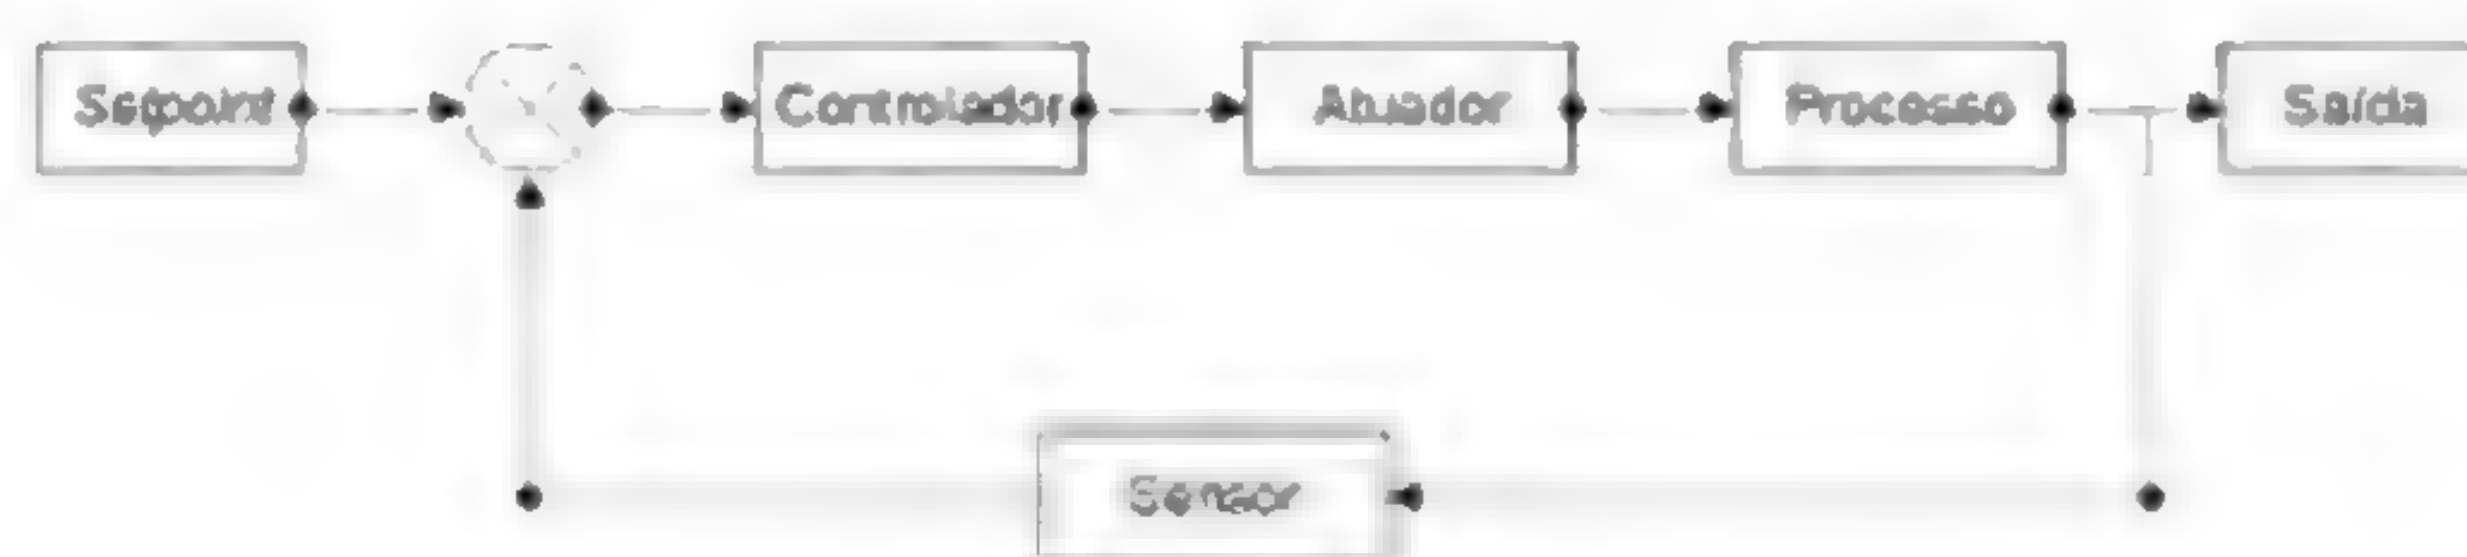 Setpoint
Controlador
Atuador
Processo
Saída
Sensor